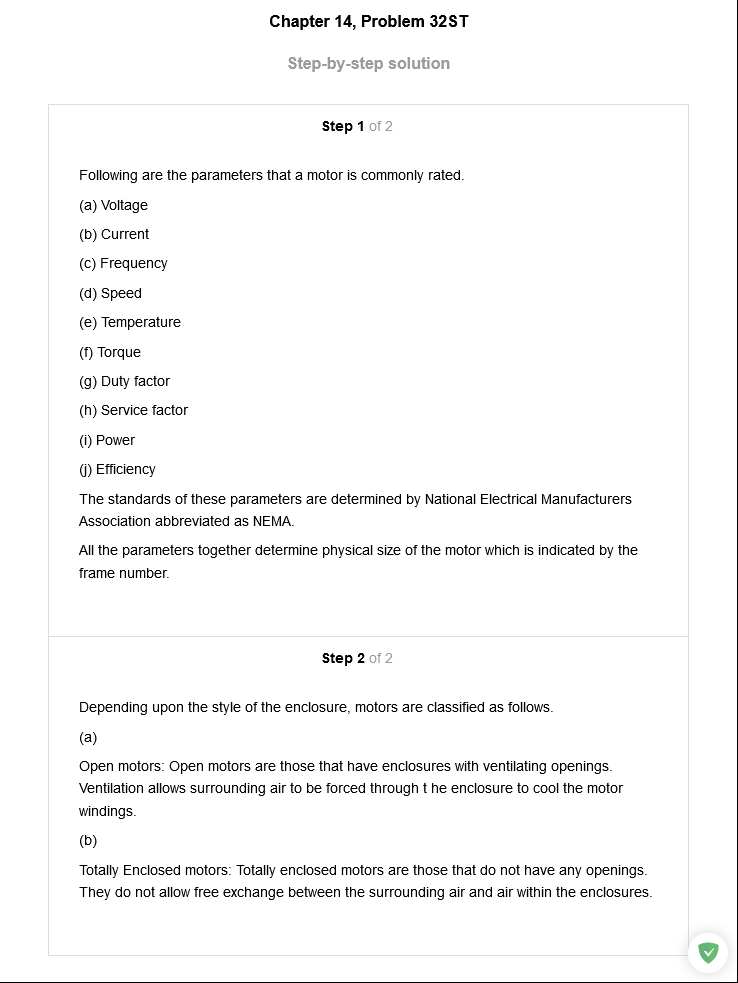 Chapter 14, Problem 32ST
Step-by-step solution
Step 1 of 2
Following are the parameters that a motor is commonly rated.
(a) Voltage
(b) Current
(c) Frequency
(d) Speed
(e) Temperature
(f) Torque
(g) Duty factor
(h) Service factor
(i) Power
(j) Efficiency
The standards of these parameters are determined by National Electrical Manufacturers
Association abbreviated as NEMA.
All the parameters together determine physical size of the motor which is indicated by the
frame number.
Step 2 of 2
Depending upon the style of the enclosure, motors are classified as follows.
(a)
Open motors: Open motors are those that have enclosures with ventilating openings.
Ventilation allows surrounding air to be forced through t he enclosure to cool the motor
windings.
(b)
Totally Enclosed motors: Totally enclosed motors are those that do not have any openings.
They do not allow free exchange between the surrounding air and air within the enclosures.